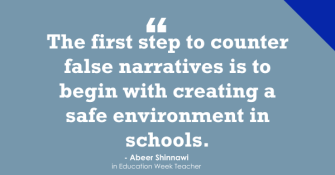 “
The first step to counter
false narratives is to
begin with creating a
safe environment in
schools.
- Abeer Shinnawi
in Education Week Teacher